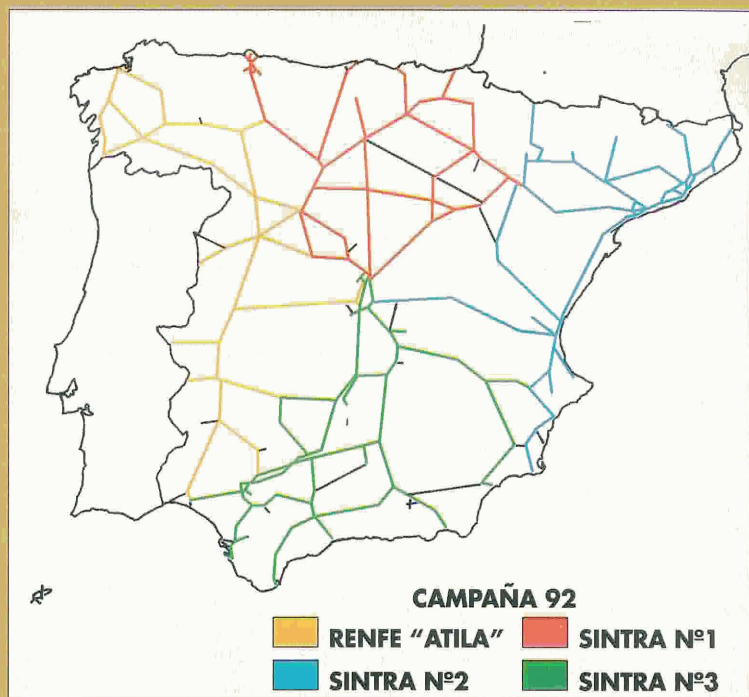 CAMPAÑA 92
RENFE "ATILA"
SINTRA Nº1
SINTRA Nº2
SINTRA Nº3